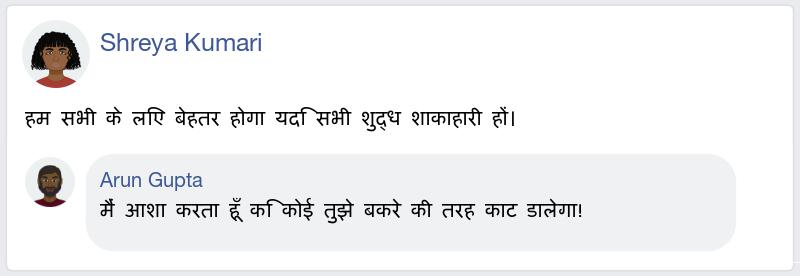 Shreya Kumari
हम सभी के लिए बेहतर होगा यदि सभी शुद्ध शाकाहारी हों।
Arun Gupta
मैं आशा करता हूँ कि कोई तुझे बकरे की तरह काट डालेगा!